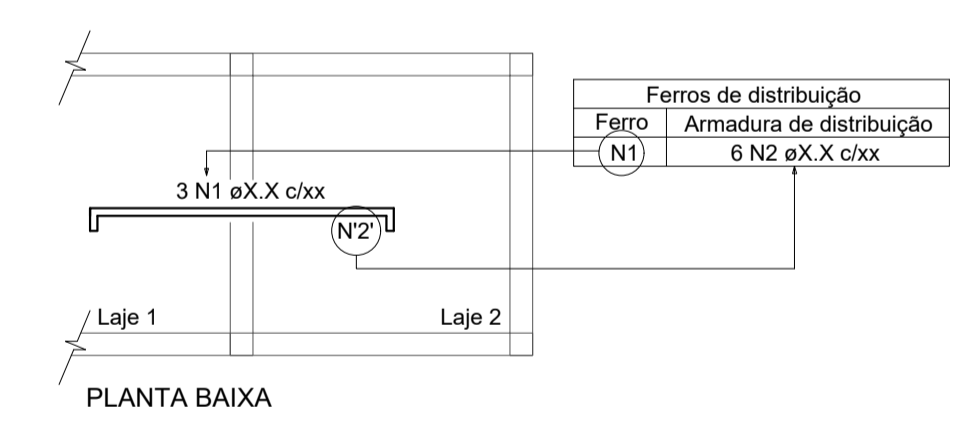 Ferros de distribuição
Ferro Armadura de distribuição
N1 6 N2 øX.X c/xx
3 N1 øX.X c/xx
N'2'
Laje 1 Laje 2
PLANTA BAIXA